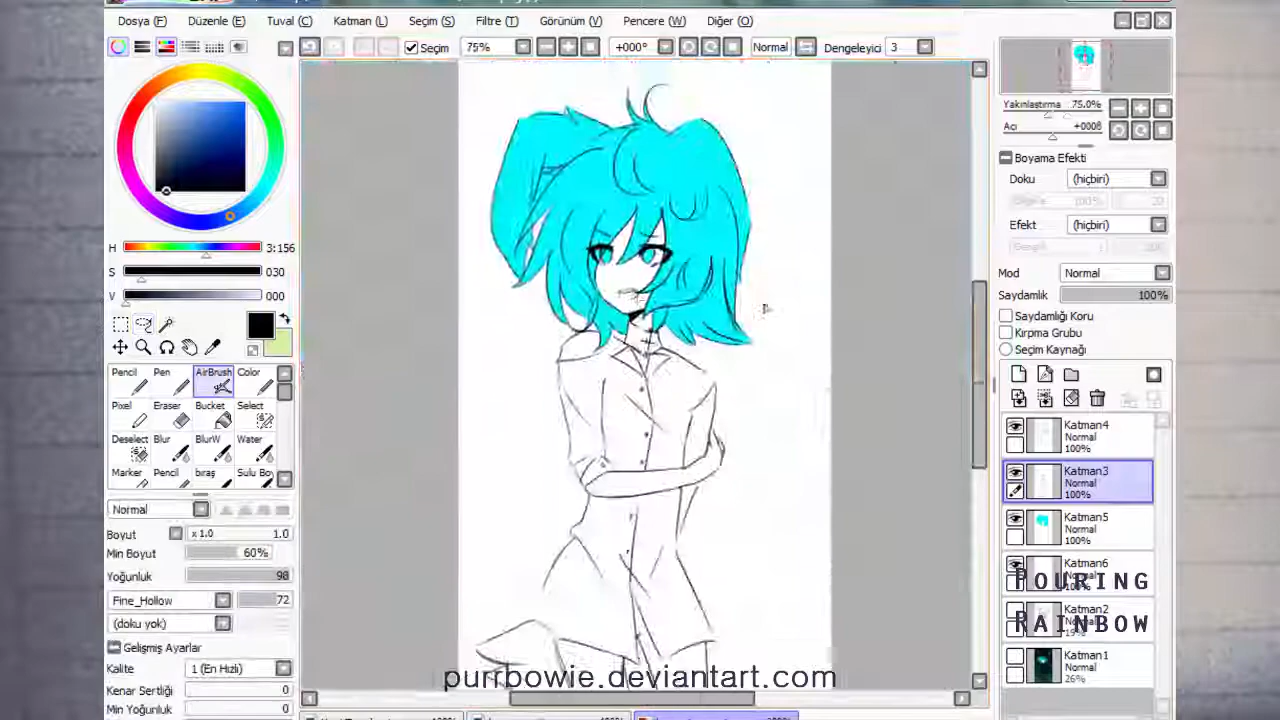 Dosya (F) Düzenle (E) Tuval (C) Katman (L) Seçim (S) Filtre (T) Görünüm (V) Pencere (W) Diğer (O)
Seçim 75% +000° Normal Dengeleyici 3
Yakınlaştırma 75.0%
Açı +000ß
Boyama Efekti
Doku (hiçbiri)
Efekt (hiçbiri)
Mod Normal
Saydamlık 100%
Saydamlığı Koru
Kırpma Grubu
Seçim Kaynağı
Katman4
Normal
100%
Katman3
Normal
100%
Katman5
Normal
100%
Katman6
Katman2
Normal
Katman1
Normal
26%
H 3:156
S 030
V 000
Pencil Pen AirBrush Color
Pixel Eraser Bucket Select
Deselect Blur BlurW Water
Marker Pencil bıraş Sulu Boy
Normal
Boyut x 1.0 1.0
Min Boyut 60%
Yoğunluk 98
Fine_Hollow 72
(doku yok)
Gelişmiş Ayarlar
Kalite 1 (En Hızlı)
Kenar Sertliği 0
Min Yoğunluk 0
Pouring
Rainbow
purrbowie.deviantart.com